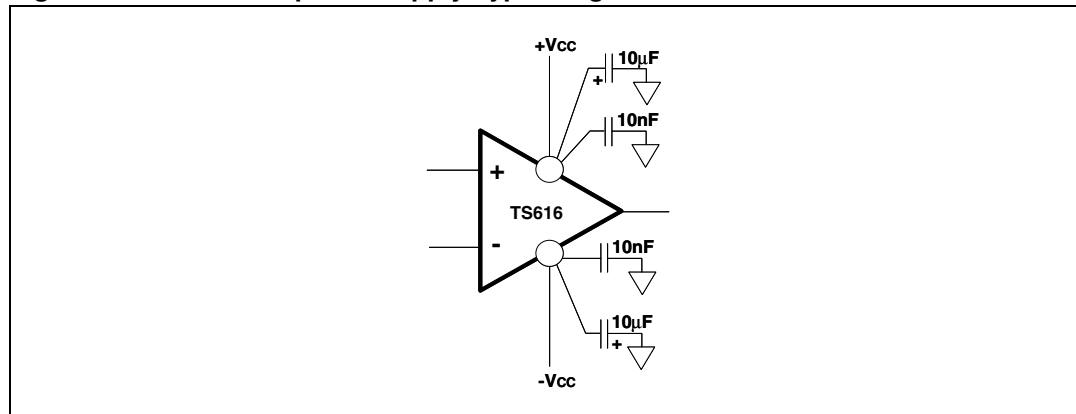 +VCC
10µF
+
10nF
+
TS616
-
10nF
10µF
+
-VCC